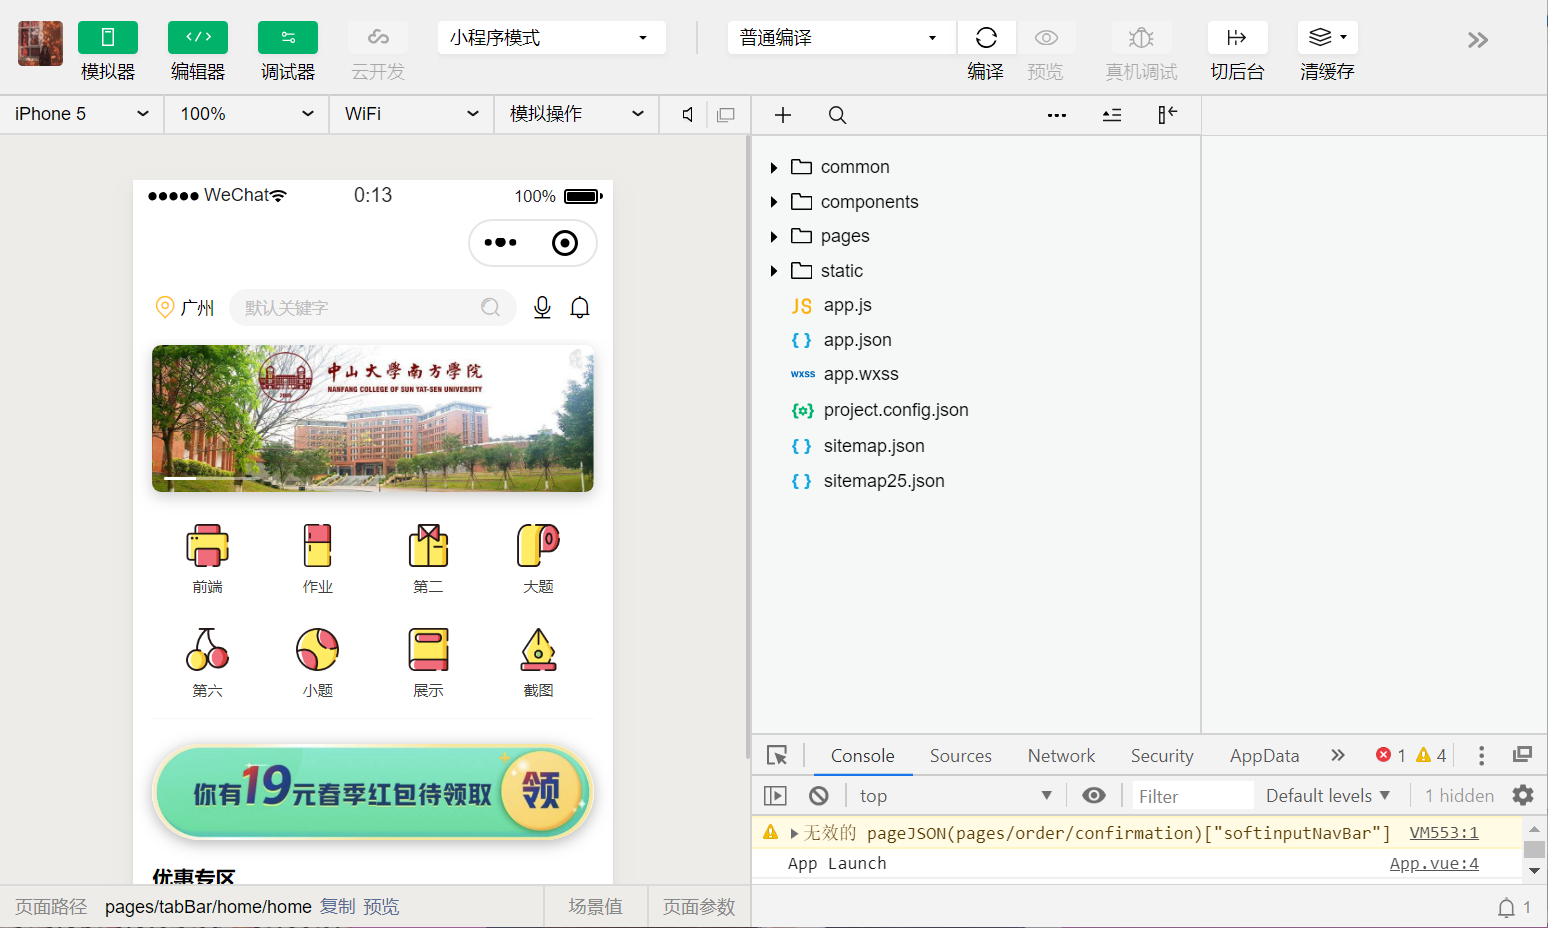 小程序模式
普通编译
模拟器 编辑器 调试器 云开发
编译 预览 真机调试 切后台 清缓存
iPhone 5 100% WiFi 模拟操作
WeChat 0:13 100%
广州 默认关键字
中山大學南方學院
NANFANG COLLEGE OF SUN YAT-SEN UNIVERSITY
前端 作业 第二 大题
第六 小题 展示 截图
你有19元春季红包待领取 领
优惠专区
页面路径 pages/tabBar/home/home 复制 预览 场景值 页面参数
common
components
pages
static
JS app.js
{ } app.json
wxss app.wxss
project.config.json
{ } sitemap.json
{ } sitemap25.json
Console Sources Network Security AppData 1 4
top Filter Default levels 1 hidden
无效的 pageJSON(pages/order/confirmation)["softinputNavBar"] VM553:1
App Launch App.vue:4
1